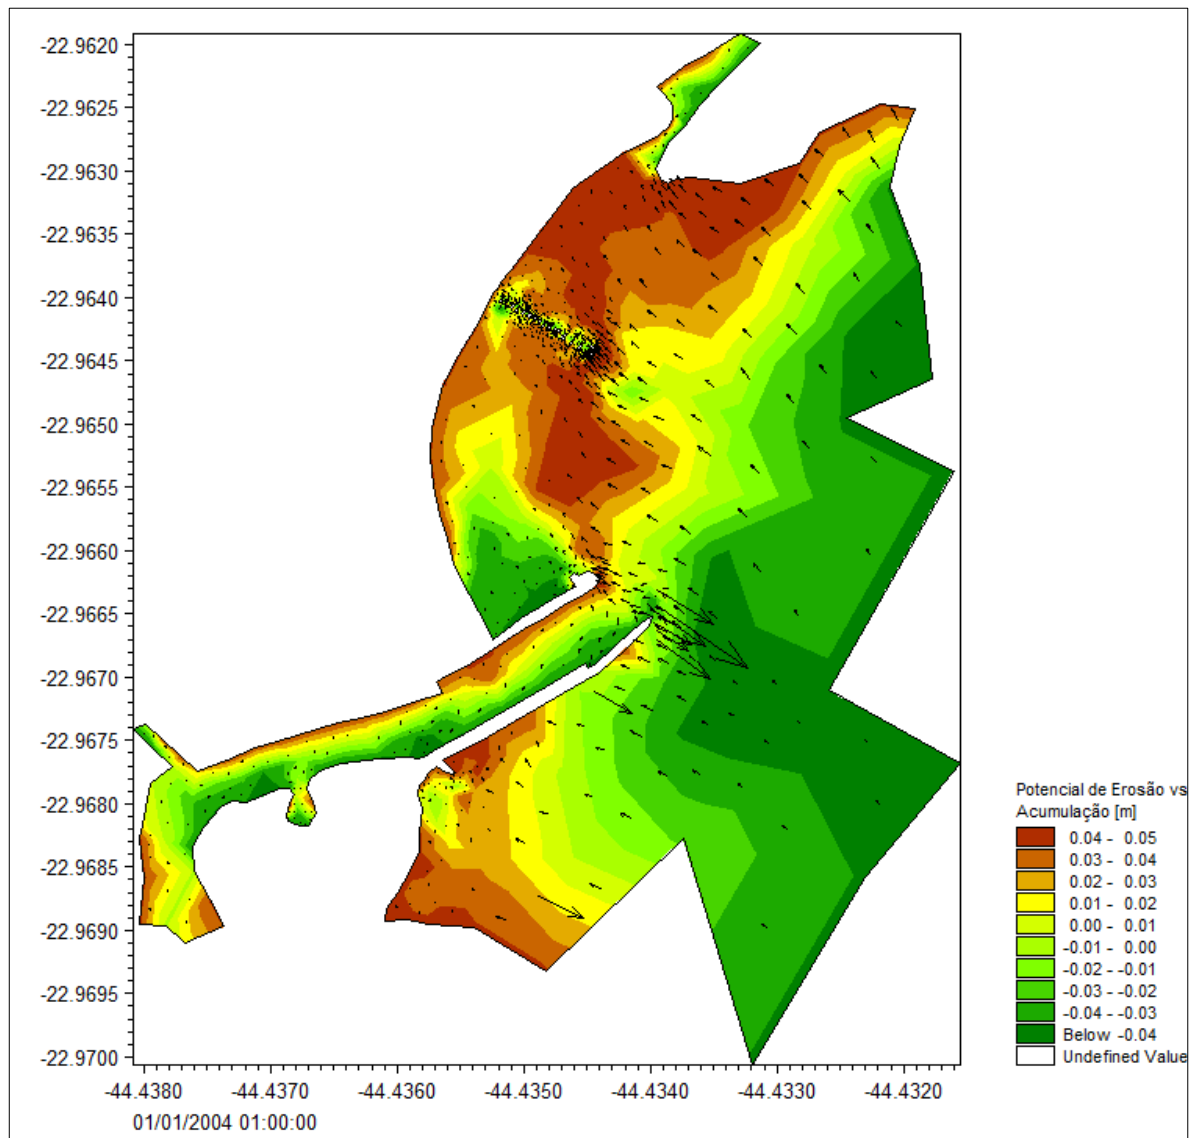 -22.9620
-22.9625
-22.9630
-22.9635
-22.9640
-22.9645
-22.9650
-22.9655
-22.9660
-22.9665
-22.9670
-22.9675
-22.9680
-22.9685
-22.9690
-22.9695
-22.9700
-44.4380 -44.4370 -44.4360 -44.4350 -44.4340 -44.4330 -44.4320
01/01/2004 01:00:00
Potencial de Erosão vs
Acumulação [m]
0.04 - 0.05
0.03 - 0.04
0.02 - 0.03
0.01 - 0.02
0.00 - 0.01
-0.01 - 0.00
-0.02 - -0.01
-0.03 - -0.02
-0.04 - -0.03
Below -0.04
Undefined Value